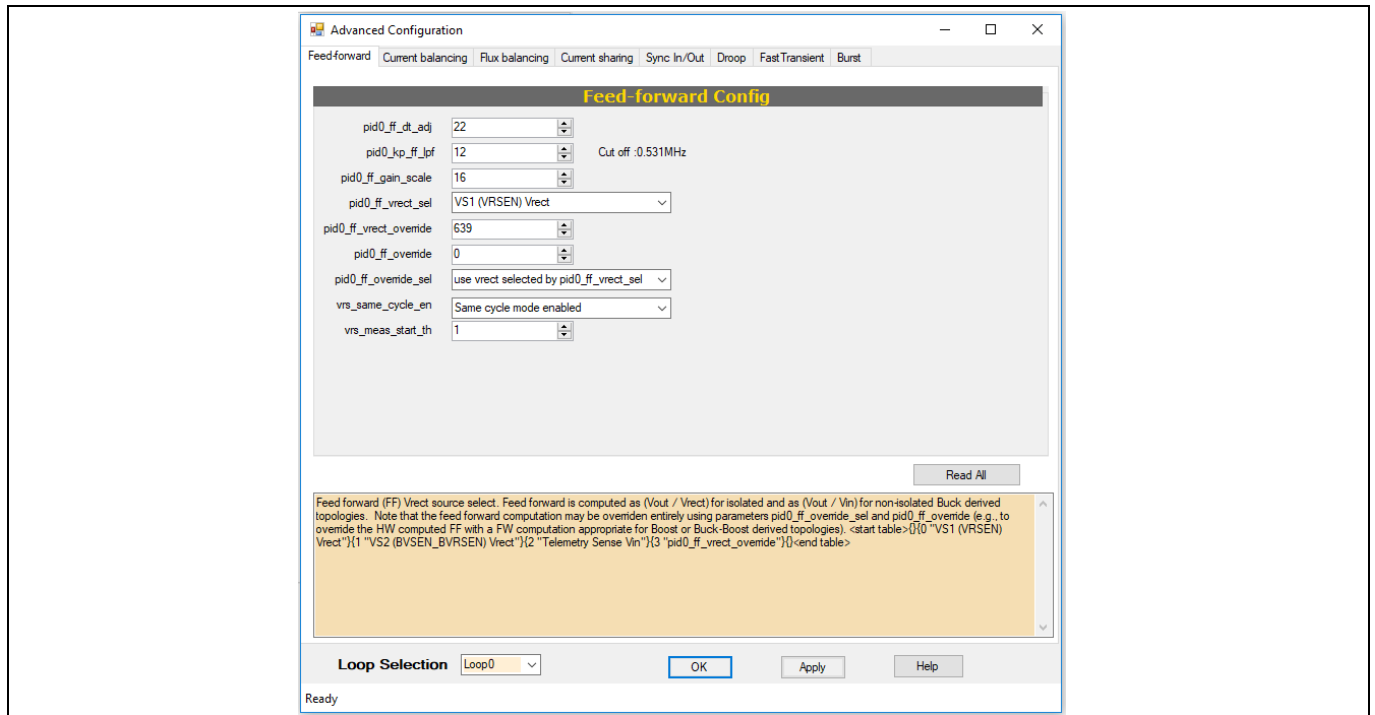 Advanced Configuration
Feed-forward Current balancing Flux balancing Current sharing Sync In/Out Droop FastTransient Burst
Feed-forward Config
pid0_ff_dt_adj 22
pid0_kp_ff_lpf 12 Cut off :0.531MHz
pid0_ff_gain_scale 16
pid0_ff_vrect_sel VS1 (VRSEN) Vrect
pid0_ff_vrect_override 639
pid0_ff_override 0
pid0_ff_override_sel use vrect selected by pid0_ff_vrect_sel
vrs_same_cycle_en Same cycle mode enabled
vrs_meas_start_th 1
Read All
Feed forward (FF) Vrect source select. Feed forward is computed as (Vout / Vrect) for isolated and as (Vout / Vin) for non-isolated Buck derived
topologies. Note that the feed forward computation may be overriden entirely using parameters pid0_ff_override_sel and pid0_ff_override (e.g., to
override the HW computed FF with a FW computation appropriate for Boost or Buck-Boost derived topologies). <start table>{}{0 "VS1 (VRSEN)
Vrect"}{1 "VS2 (BVSEN_BVRSEN) Vrect"}{2 "Telemetry Sense Vin"}{3 "pid0_ff_vrect_override"}{}<end table>
Loop Selection Loop0 OK Apply Help
Ready